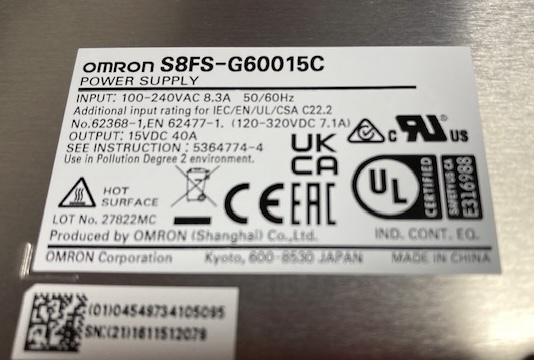 OMRON S8FS-G60015C
POWER SUPPLY
INPUT: 100-240VAC 8.3A 50/60Hz
Additional input rating for IEC/EN/UL/CSA C22.2
No.62368-1,EN 62477-1. (120-320VDC 7.1A)
OUTPUT: 15VDC 40A
SEE INSTRUCTION: 5364774-4
Use in Pollution Degree 2 environment.
C RU US
UK
CA
HOT
SURFACE
CE EAC
UL CERTIFIED
SAFETY US CA
E316988
LOT No. 27822MC
IND. CONT. EQ.
Produced by OMRON (Shanghai) Co.,Ltd.
OMRON Corporation Kyoto, 600-8530 JAPAN MADE IN CHINA
(01)04549734105095
SN:(21)1611512079